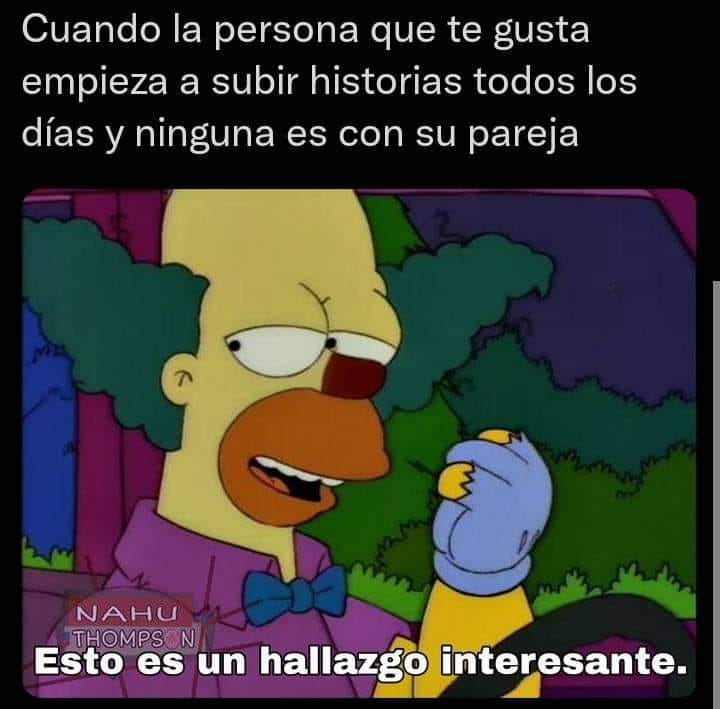 Cuando la persona que te gusta
empieza a subir historias todos los
días y ninguna es con su pareja
NAHU
THOMPSON
Esto es un hallazgo interesante.